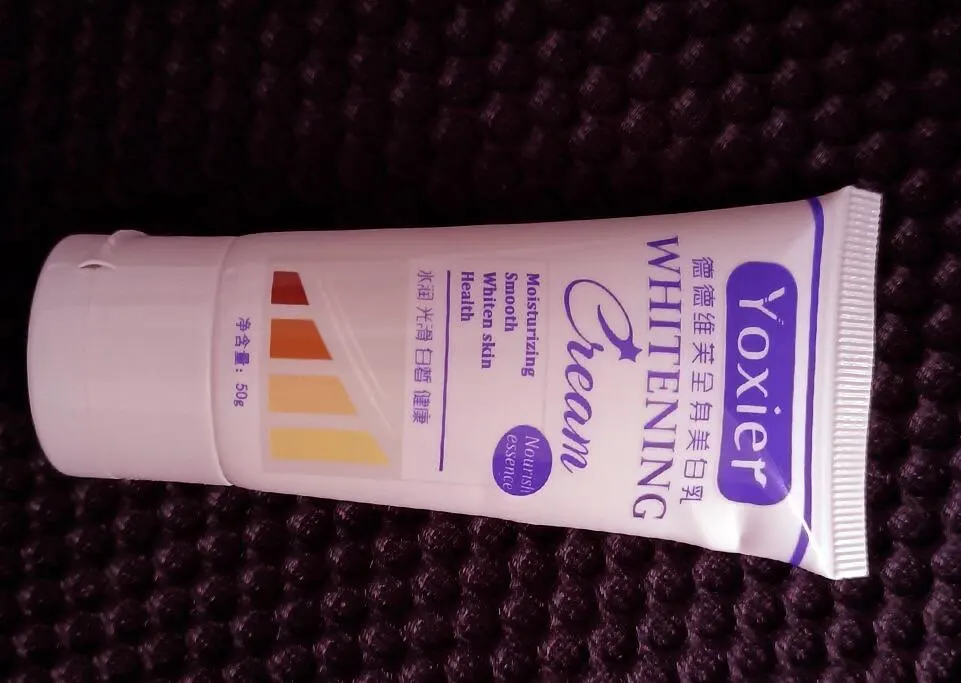 Yoxier
德德维芙全身美白乳
WHITENING
Cream
Nourish
essence
Moisturizing
Smooth
Whiten skin
Health
水润 光滑 白皙 健康
净含量：50g